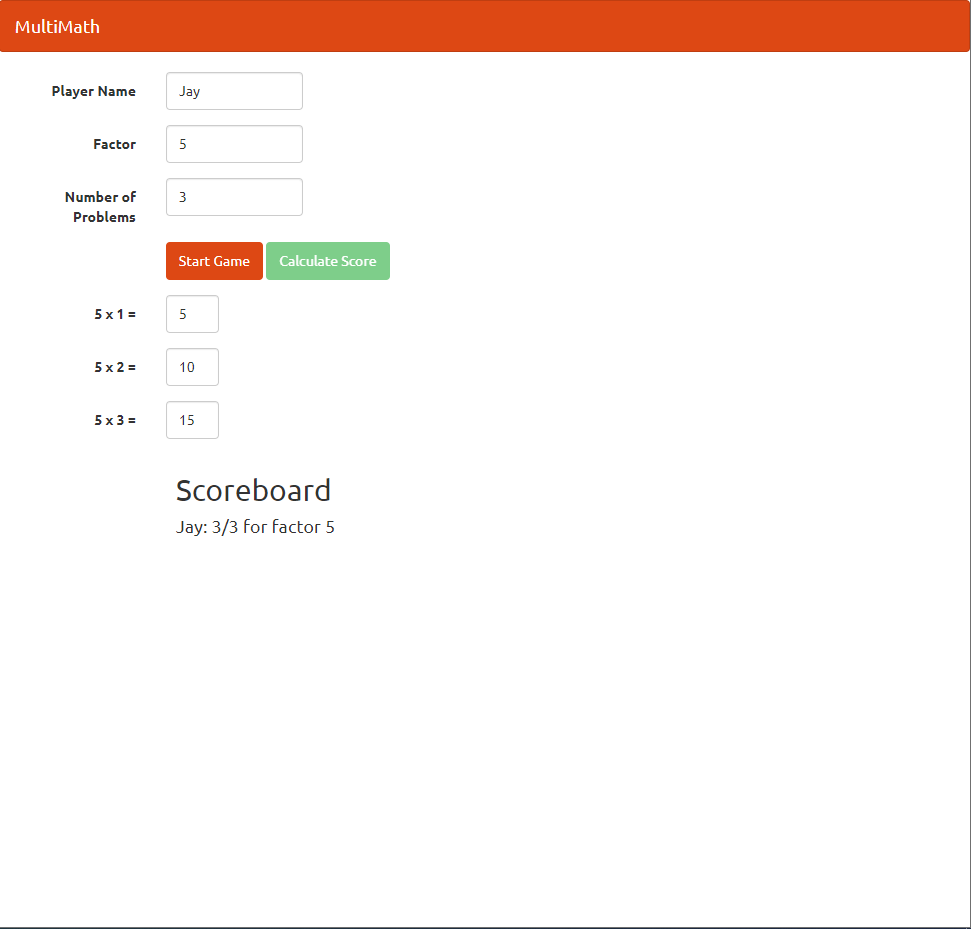 MultiMath
Player Name Jay
Factor 5
Number of Problems 3
Start Game Calculate Score
5 x 1 = 5
5 x 2 = 10
5 x 3 = 15
Scoreboard
Jay: 3/3 for factor 5